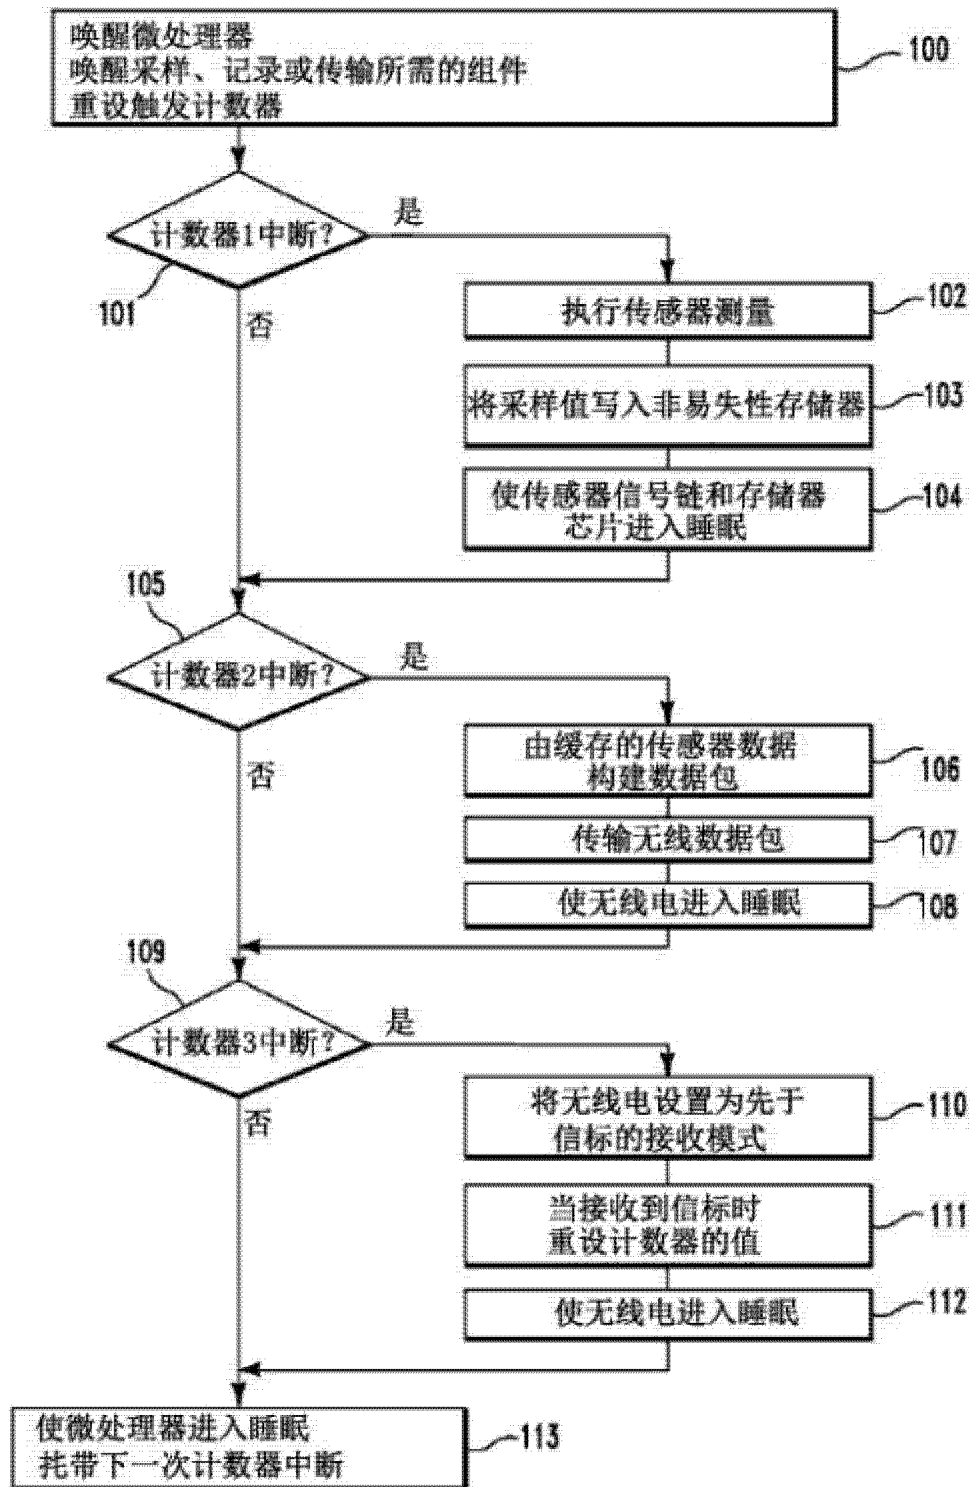 唤醒微处理器
唤醒采样、记录或传输所需的组件
重设触发计数器
100
计数器1中断?
是
101
否
执行传感器测量
102
将采样值写入非易失性存储器
103
使传感器信号链和存储器
芯片进入睡眠
104
105
计数器2中断?
是
否
由缓存的传感器数据
构建数据包
106
传输无线数据包
107
使无线电进入睡眠
108
109
计数器3中断?
是
否
将无线电设置为先于
信标的接收模式
110
当接收到信标时
重设计数器的值
111
使无线电进入睡眠
112
使微处理器进入睡眠
扽带下一次计数器中断
113